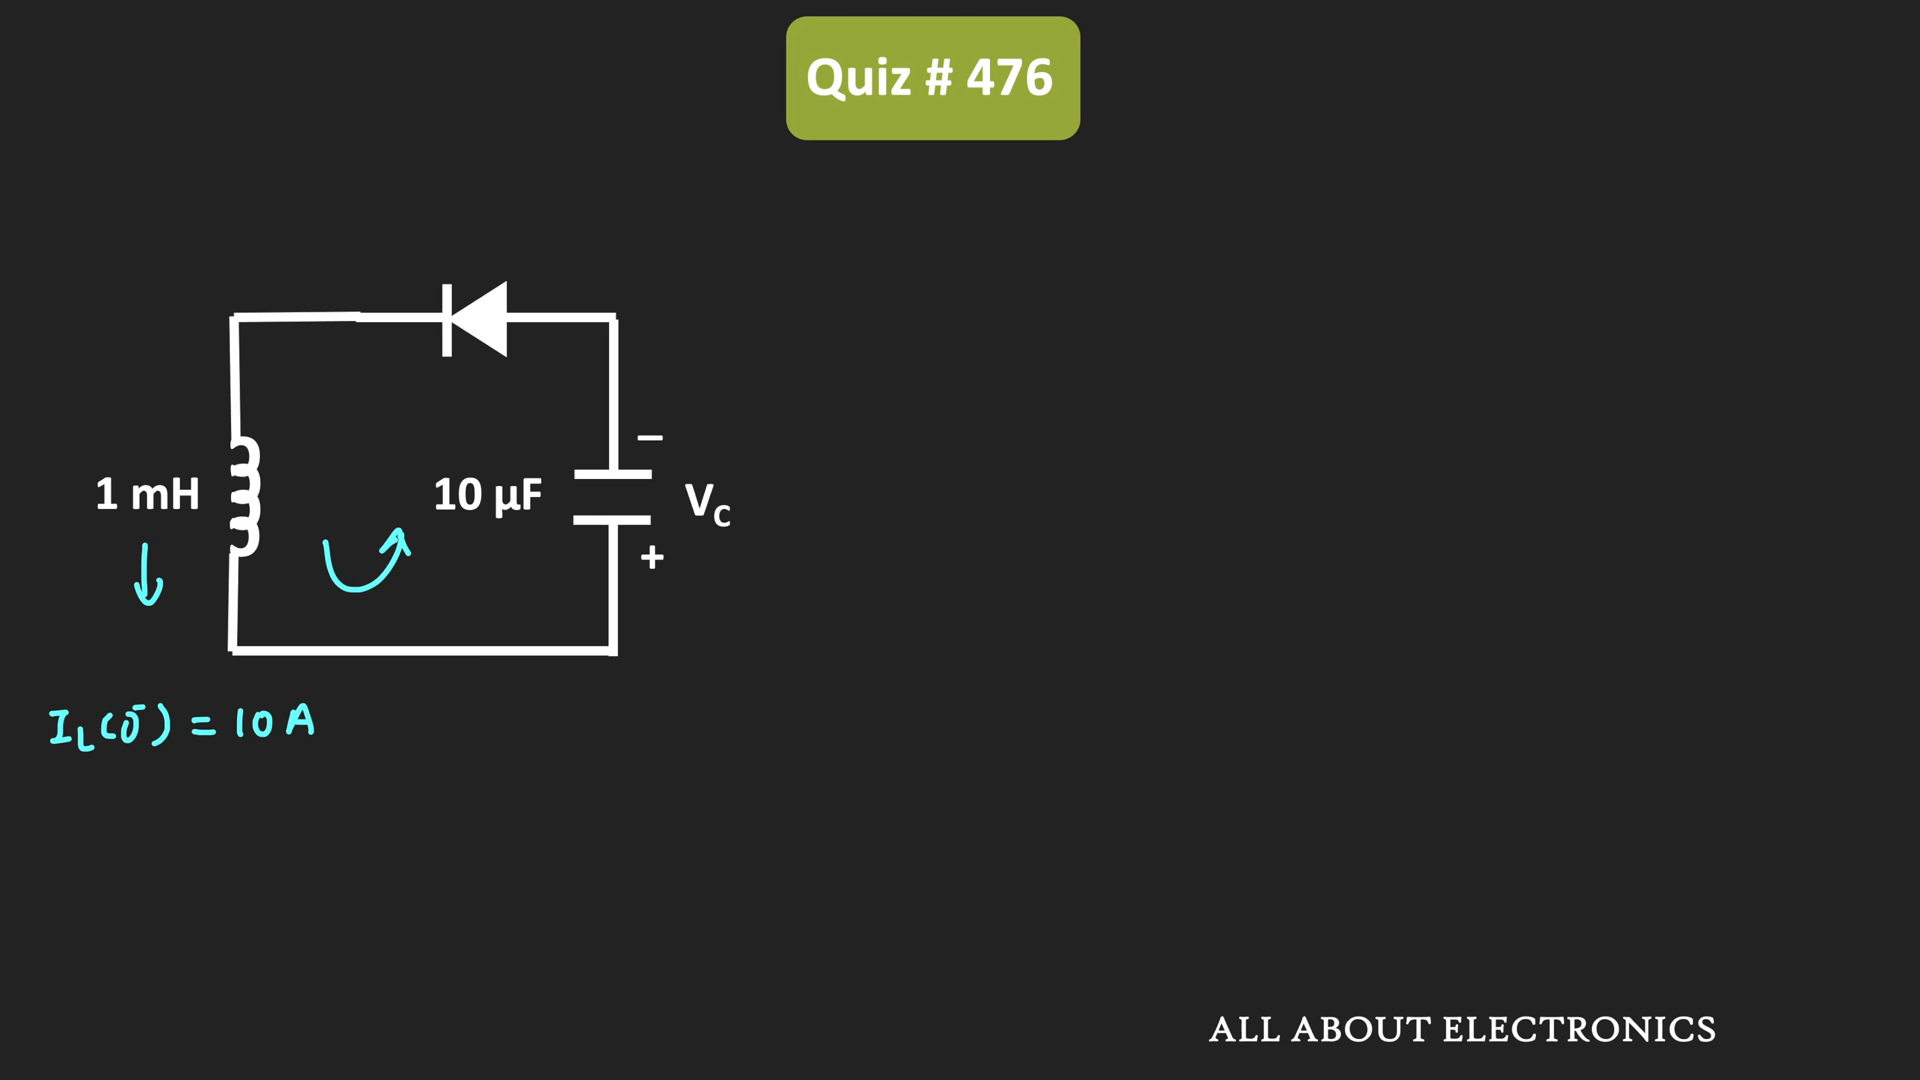 Quiz # 476
1 mH
10 μF
−
V_C
+
I_L(0⁻) = 10 A
ALL ABOUT ELECTRONICS